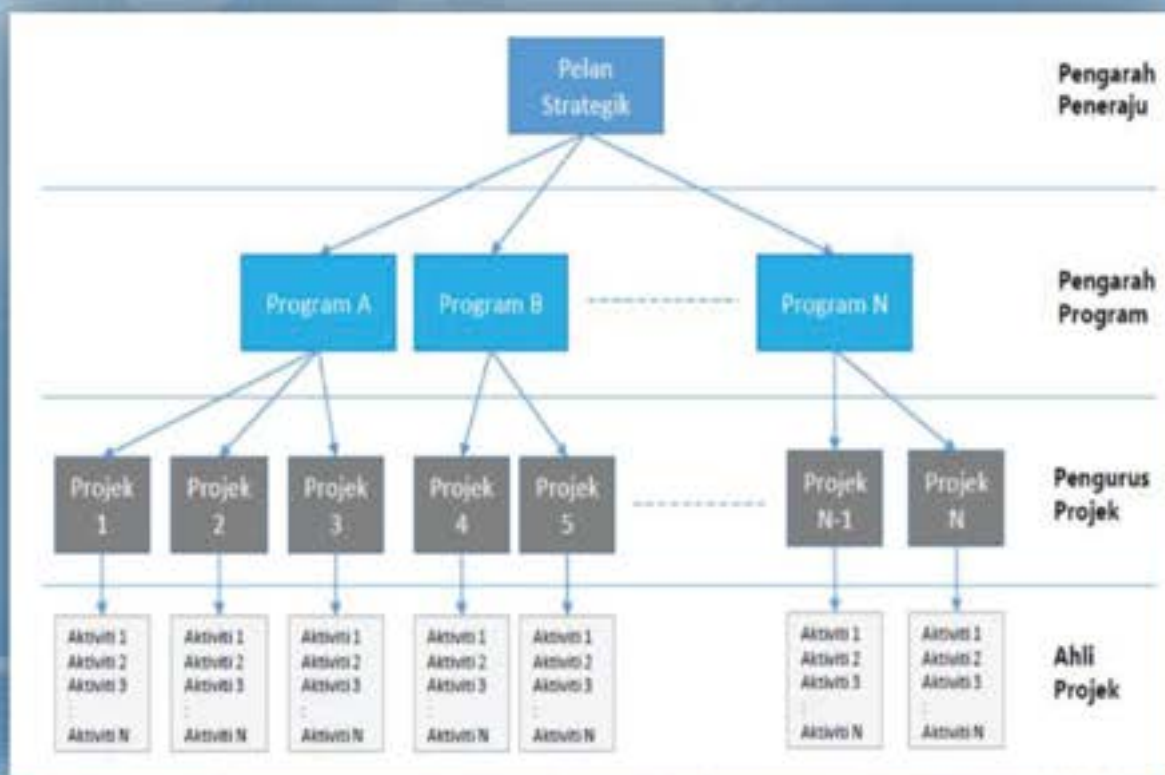 Pelan
Strategik
Pengarah
Peneraju
Program A
Program B
Program N
Pengarah
Program
Projek
1
Projek
2
Projek
3
Projek
4
Projek
5
Projek
N-1
Projek
N
Pengurus
Projek
Aktiviti 1
Aktiviti 2
Aktiviti 3
:
Aktiviti N
Aktiviti 1
Aktiviti 2
Aktiviti 3
:
Aktiviti N
Aktiviti 1
Aktiviti 2
Aktiviti 3
:
Aktiviti N
Aktiviti 1
Aktiviti 2
Aktiviti 3
:
Aktiviti N
Aktiviti 1
Aktiviti 2
Aktiviti 3
:
Aktiviti N
Aktiviti 1
Aktiviti 2
Aktiviti 3
:
Aktiviti N
Aktiviti 1
Aktiviti 2
Aktiviti 3
:
Aktiviti N
Ahli
Projek